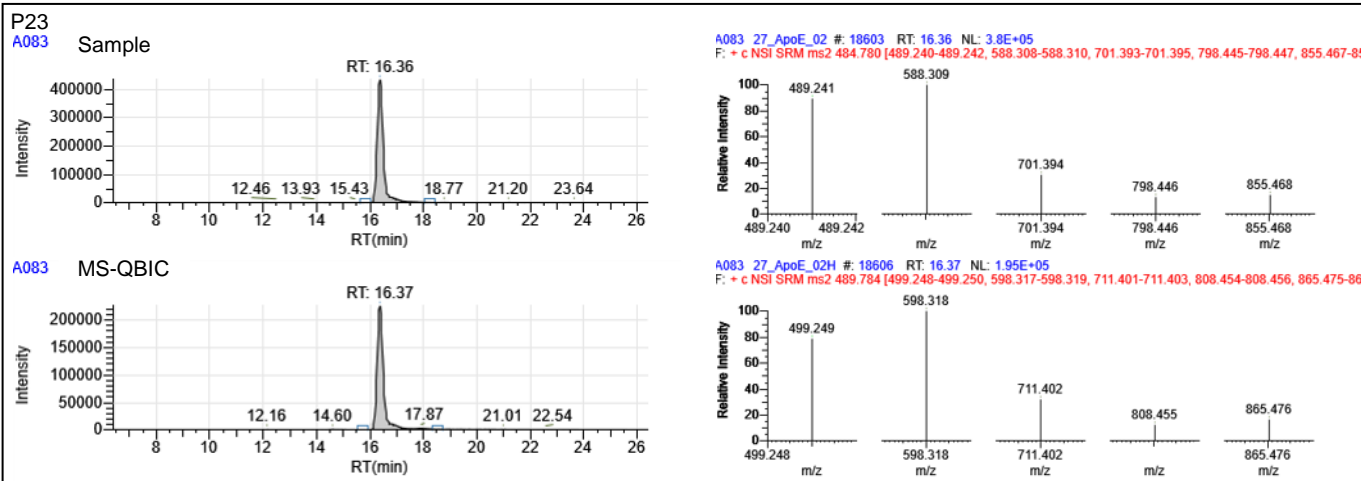 P23
A083 Sample
RT: 16.36
Intensity
400000
300000
200000
100000
0
12.46 13.93 15.43 18.77 21.20 23.64
8 10 12 14 16 18 20 22 24 26
RT(min)
A083 27_ApoE_02 #: 18603 RT: 16.36 NL: 3.8E+05
F: + c NSI SRM ms2 484.780 [489.240-489.242, 588.308-588.310, 701.393-701.395, 798.445-798.447, 855.467-85
Relative Intensity
100
80
60
40
20
0
489.241
588.309
701.394
798.446
855.468
489.240 489.242 701.394 798.446 855.468
m/z m/z m/z m/z m/z
A083 MS-QBIC
RT: 16.37
Intensity
200000
150000
100000
50000
0
12.16 14.60 17.87 21.01 22.54
8 10 12 14 16 18 20 22 24 26
RT(min)
A083 27_ApoE_02H #: 18606 RT: 16.37 NL: 1.95E+05
F: + c NSI SRM ms2 489.784 [499.248-499.250, 598.317-598.319, 711.401-711.403, 808.454-808.456, 865.475-86
Relative Intensity
100
80
60
40
20
0
499.249
598.318
711.402
808.455
865.476
499.248 598.318 711.402 865.476
m/z m/z m/z m/z m/z